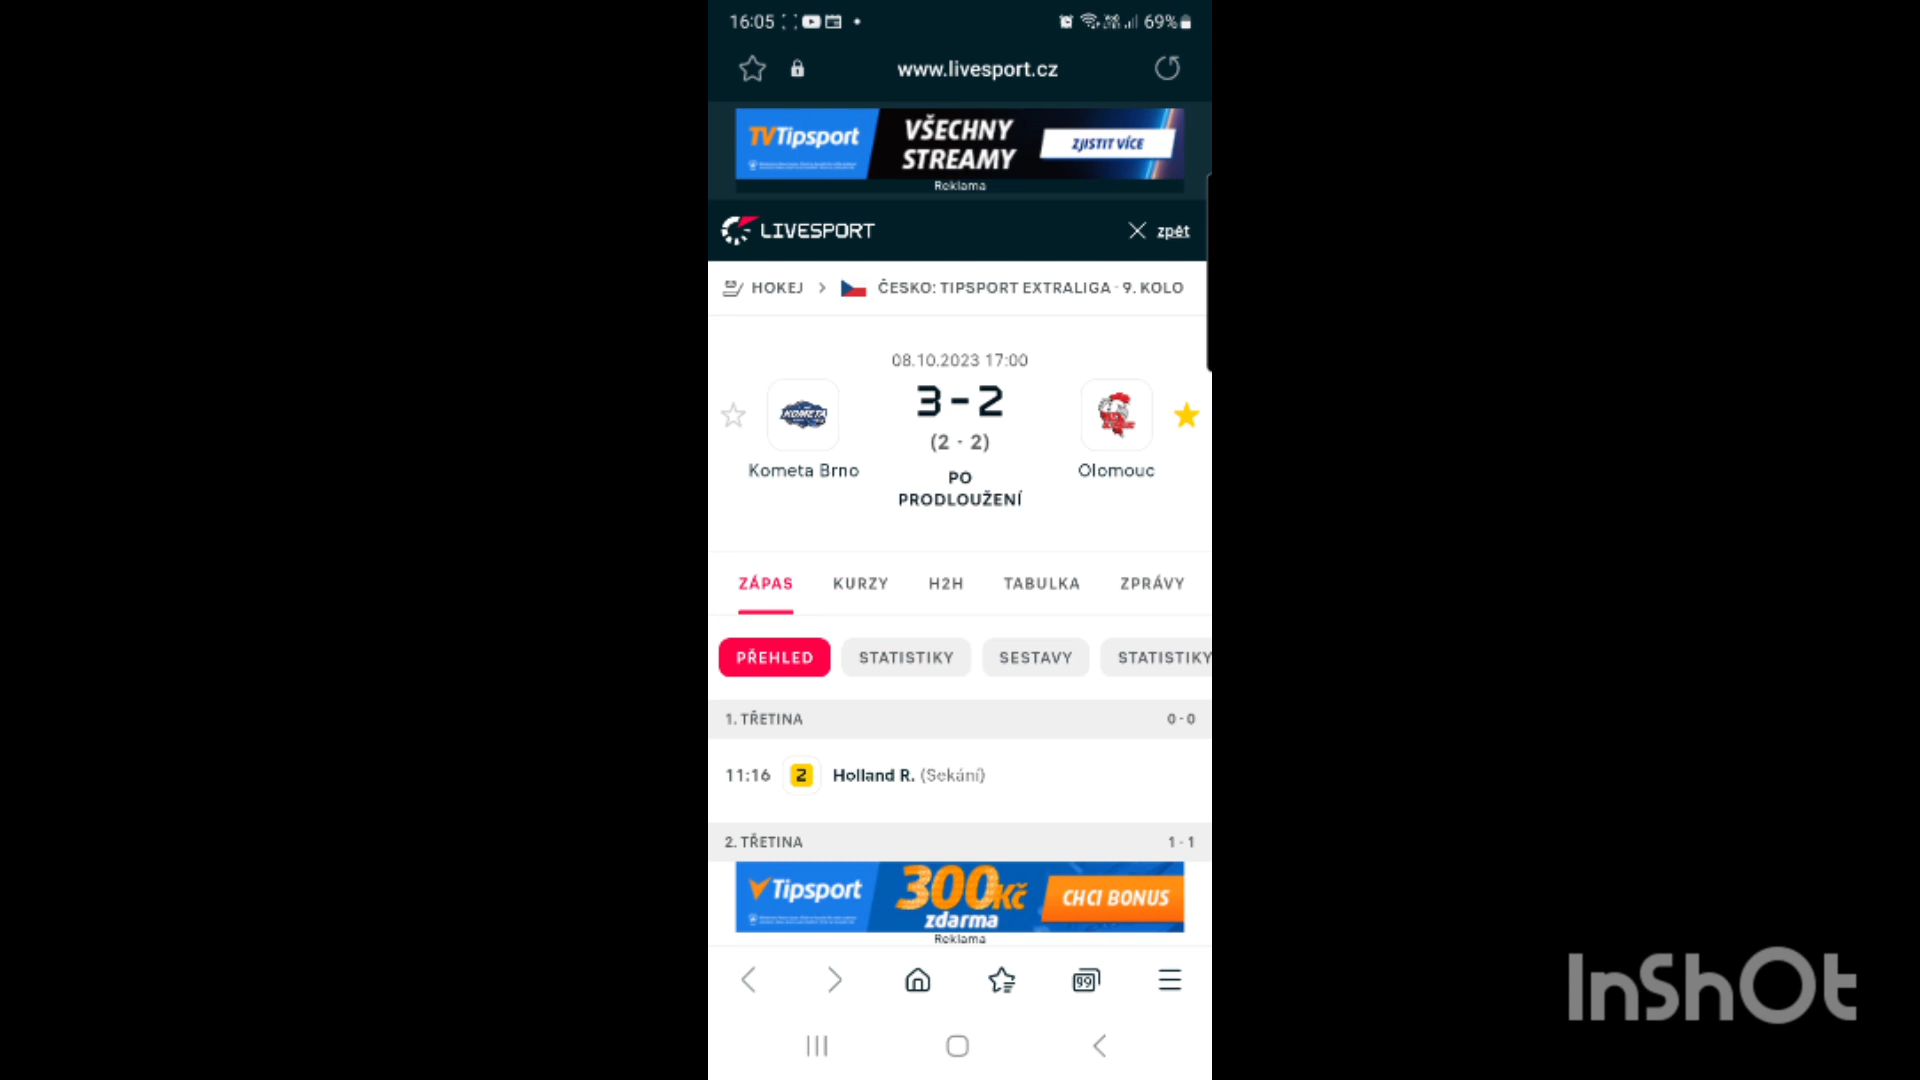 16:05
69%
www.livesport.cz
TVTipsport
VŠECHNY
STREAMY
ZJISTIT VÍCE
Reklama
LIVESPORT
zpět
HOKEJ
ČESKO: TIPSPORT EXTRALIGA - 9. KOLO
08.10.2023 17:00
3 - 2
(2 - 2)
KOMETA
Kometa Brno
Olomouc
PO
PRODLOUŽENÍ
ZÁPAS
KURZY
H2H
TABULKA
ZPRÁVY
PŘEHLED
STATISTIKY
SESTAVY
STATISTIKY
1. TŘETINA
0 - 0
11:16
2
Holland R. (Sekání)
2. TŘETINA
1 - 1
Tipsport
300Kč
zdarma
CHCI BONUS
Reklama
99
InShOt